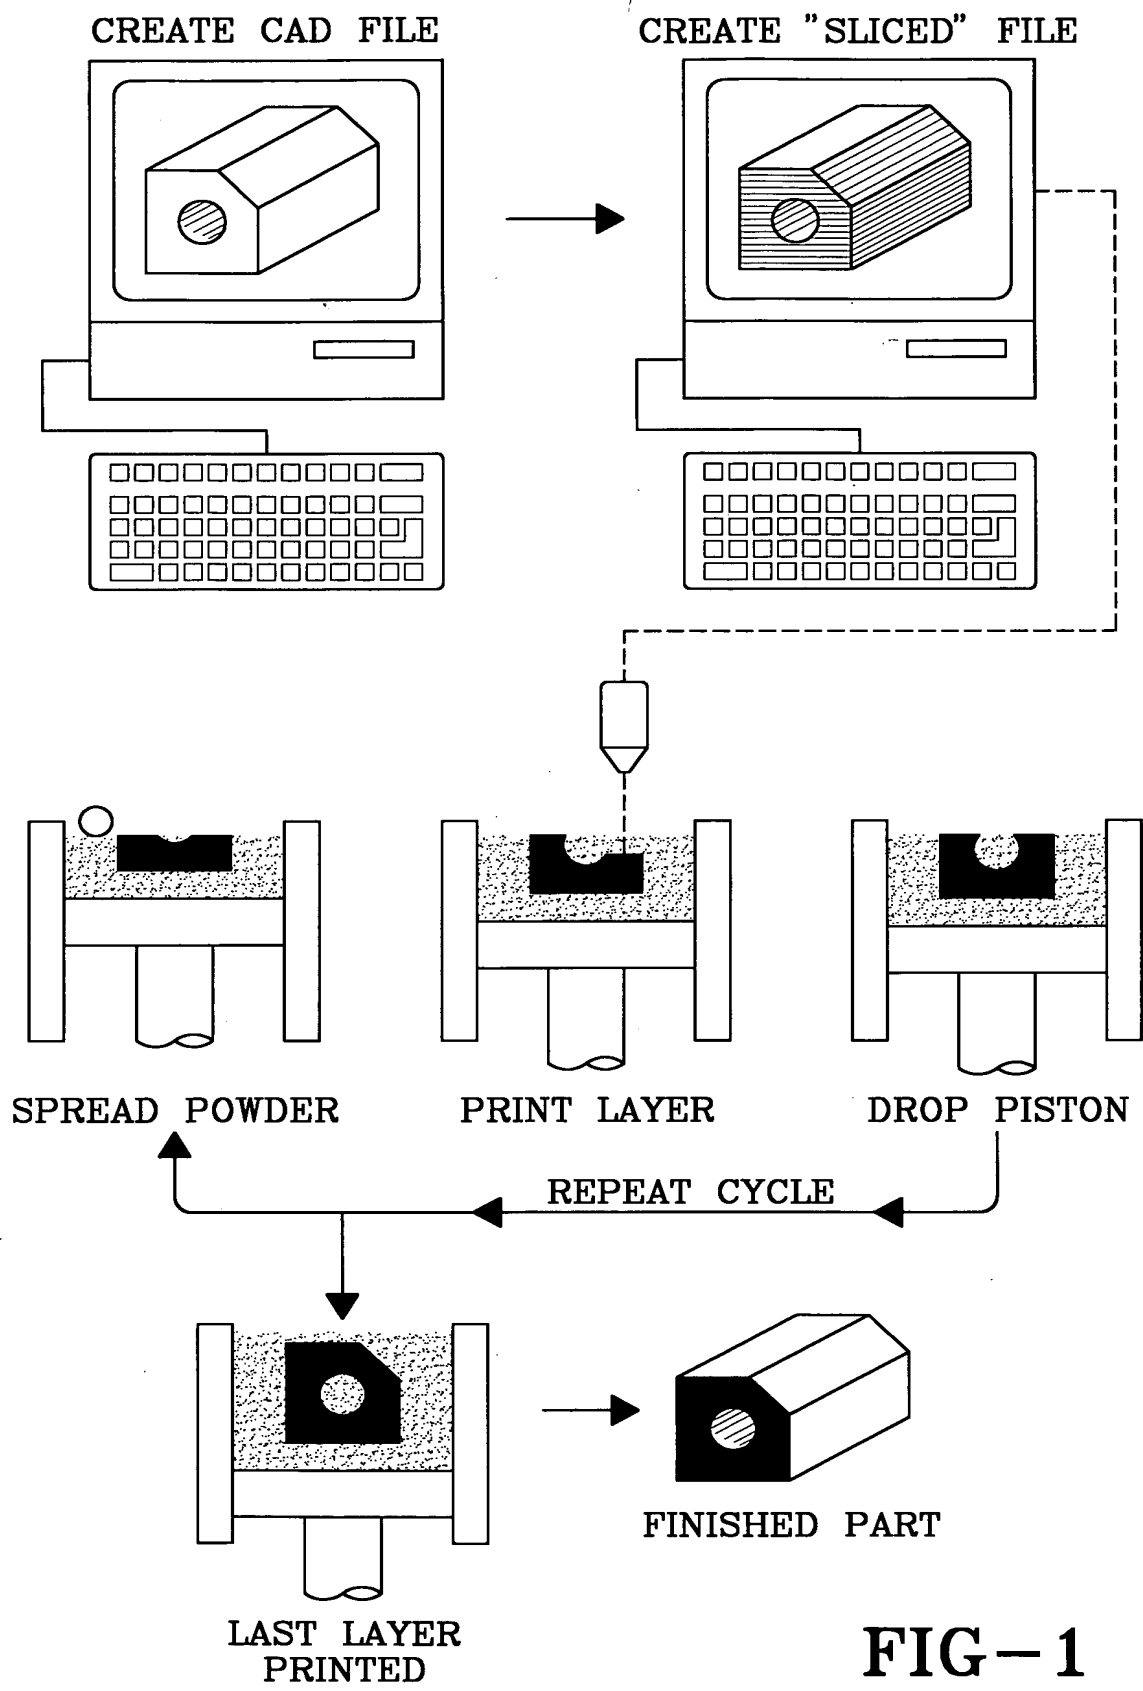 CREATE CAD FILE
CREATE "SLICED" FILE
SPREAD POWDER
PRINT LAYER
DROP PISTON
REPEAT CYCLE
FINISHED PART
LAST LAYER
PRINTED
FIG-1